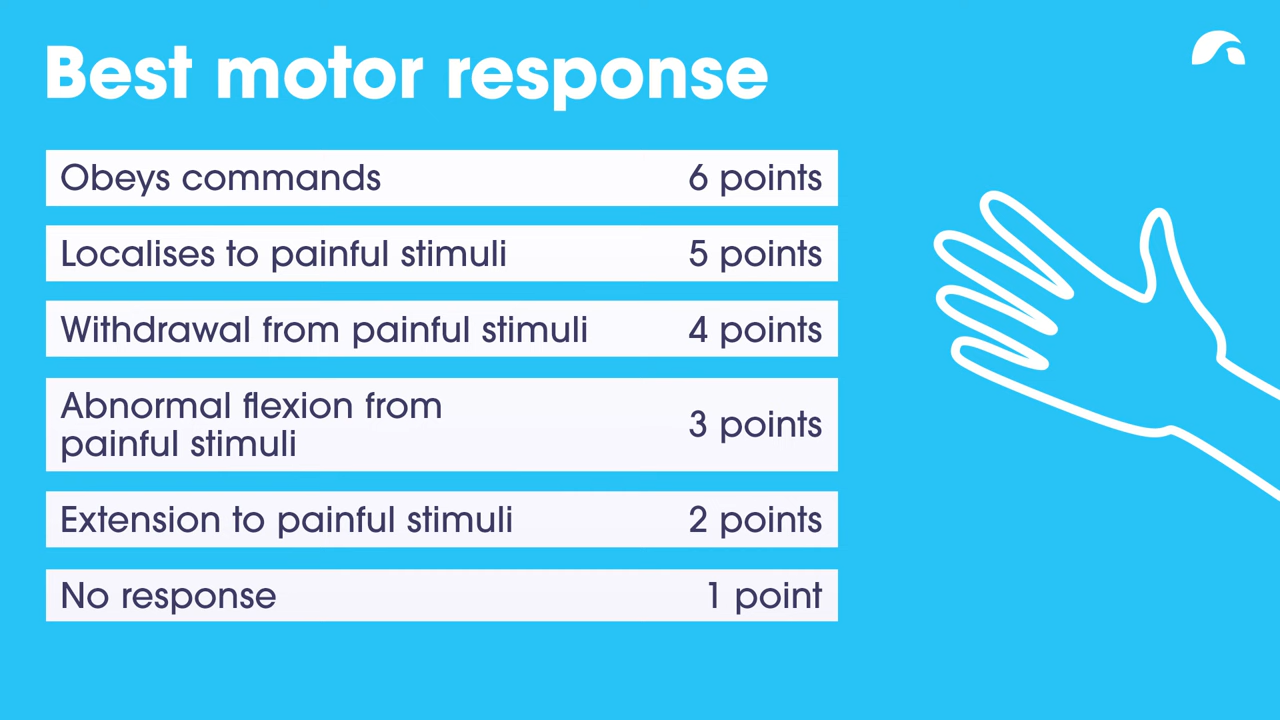 Best motor response
Obeys commands 6 points
Localises to painful stimuli 5 points
Withdrawal from painful stimuli 4 points
Abnormal flexion from
painful stimuli 3 points
Extension to painful stimuli 2 points
No response 1 point